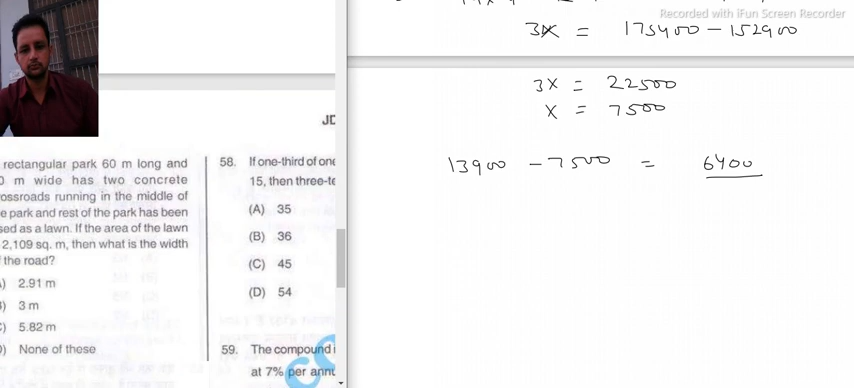 Recorded with iFun Screen Recorder
3x = 175400 - 152900
3x = 22500
x = 7500
13900 - 7500 = 6400
JD
rectangular park 60 m long and
m wide has two concrete
ossroads running in the middle of
e park and rest of the park has been
sed as a lawn. If the area of the lawn
2,109 sq. m, then what is the width
the road?
) 2.91 m
) 3 m
) 5.82 m
) None of these
58. If one-third of one
15, then three-te
(A) 35
(B) 36
(C) 45
(D) 54
59. The compound i
at 7% per annu